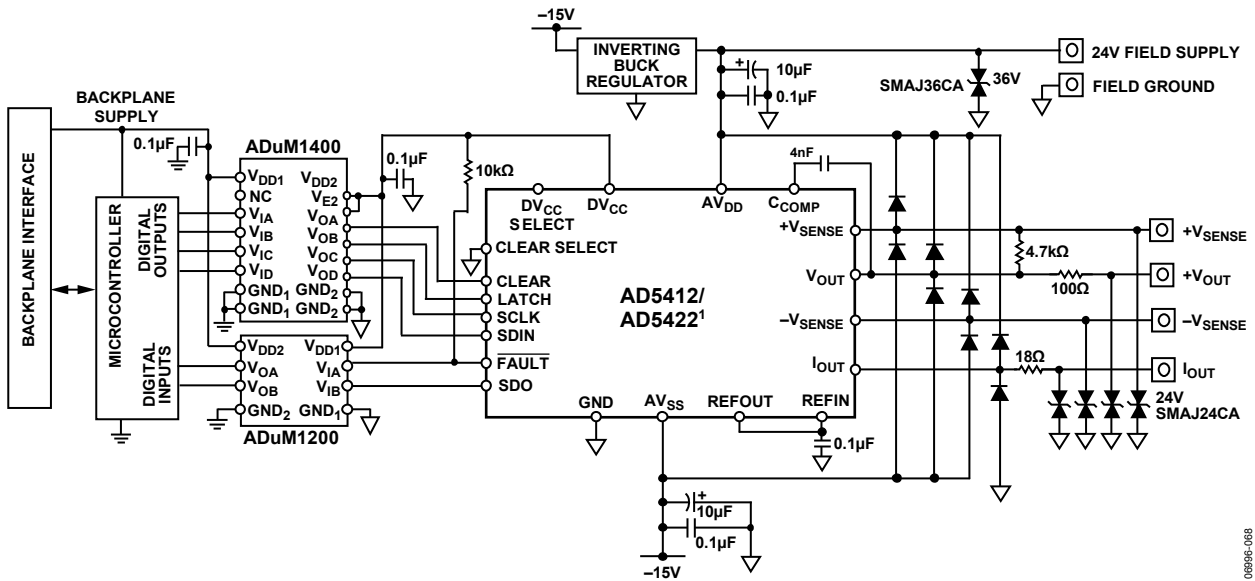 –15V
INVERTING
BUCK
REGULATOR
+
10µF
0.1µF
SMAJ36CA
36V
24V FIELD SUPPLY
FIELD GROUND
BACKPLANE INTERFACE
BACKPLANE
SUPPLY
0.1µF
MICROCONTROLLER
DIGITAL
OUTPUTS
DIGITAL
INPUTS
ADuM1400
VDD1
NC
VIA
VIB
VIC
VID
GND1
GND1
VDD2
VE2
VOA
VOB
VOC
VOD
GND2
GND2
VDD2
VOA
VOB
GND2
VDD1
VIA
VIB
GND1
ADuM1200
0.1µF
10kΩ
4nF
DVCC
SELECT
DVCC
AVDD
CCOMP
CLEAR SELECT
CLEAR
LATCH
SCLK
SDIN
FAULT
SDO
AD5412/
AD5422¹
+VSENSE
VOUT
–VSENSE
IOUT
GND
AVSS
REFOUT
REFIN
0.1µF
4.7kΩ
100Ω
18Ω
+VSENSE
+VOUT
–VSENSE
IOUT
24V
SMAJ24CA
+
10µF
0.1µF
–15V
06996-068